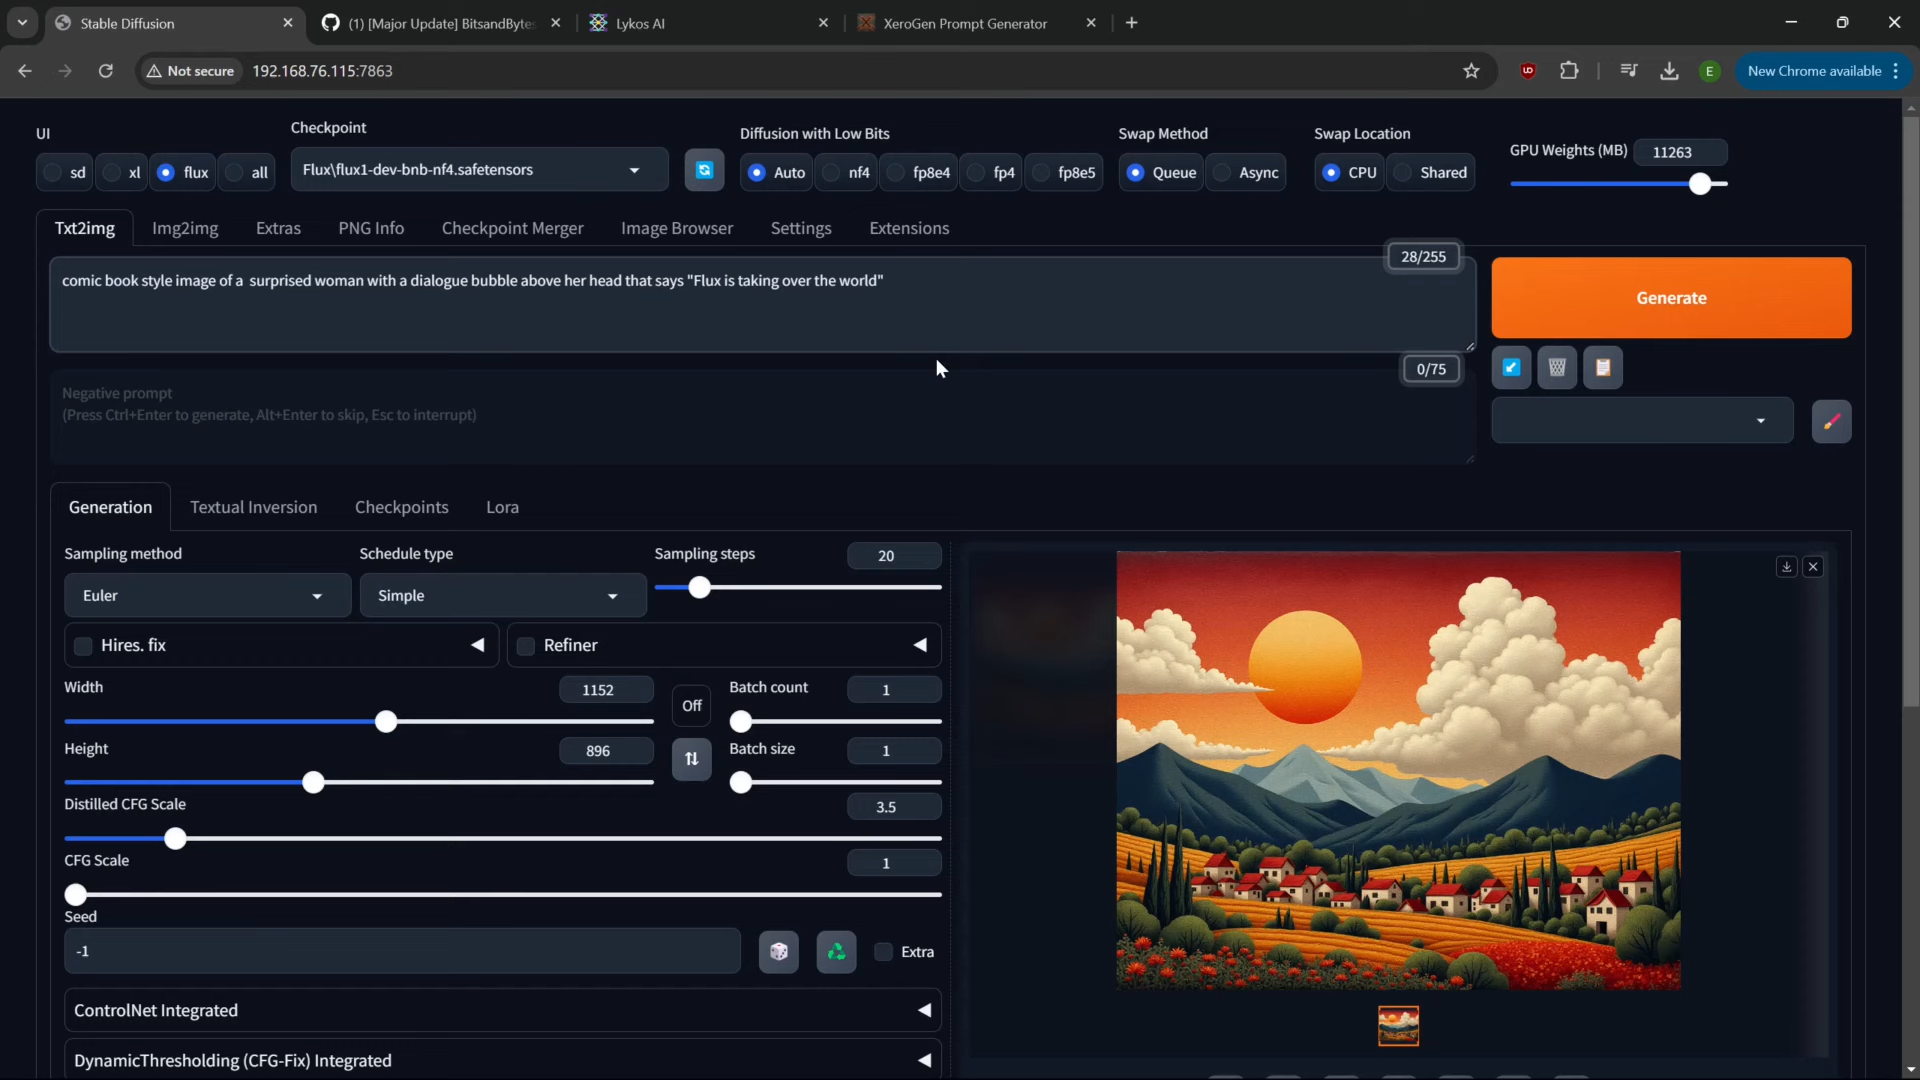 Stable Diffusion
(1) [Major Update] BitsandBytes
Lykos AI
XeroGen Prompt Generator
Not secure
192.168.76.115:7863
E
New Chrome available
UI
sd
xl
flux
all
Checkpoint
Flux\flux1-dev-bnb-nf4.safetensors
Diffusion with Low Bits
Auto
nf4
fp8e4
fp4
fp8e5
Swap Method
Queue
Async
Swap Location
CPU
Shared
GPU Weights (MB)
11263
Txt2img
Img2img
Extras
PNG Info
Checkpoint Merger
Image Browser
Settings
Extensions
28/255
comic book style image of a  surprised woman with a dialogue bubble above her head that says "Flux is taking over the world"
Generate
0/75
Negative prompt
(Press Ctrl+Enter to generate, Alt+Enter to skip, Esc to interrupt)
Generation
Textual Inversion
Checkpoints
Lora
Sampling method
Euler
Schedule type
Simple
Sampling steps
20
Hires. fix
Refiner
Width
1152
Off
Batch count
1
Height
896
Batch size
1
Distilled CFG Scale
3.5
CFG Scale
1
Seed
-1
Extra
ControlNet Integrated
DynamicThresholding (CFG-Fix) Integrated